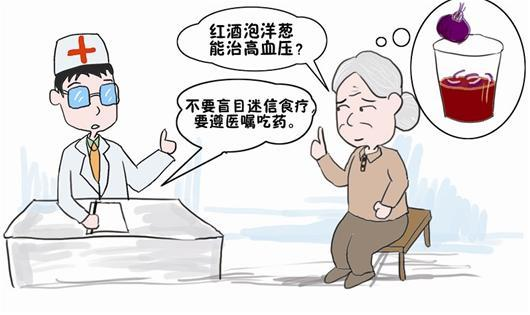 红酒泡洋葱
能治高血压?
不要盲目迷信食疗
要遵医嘱吃药。